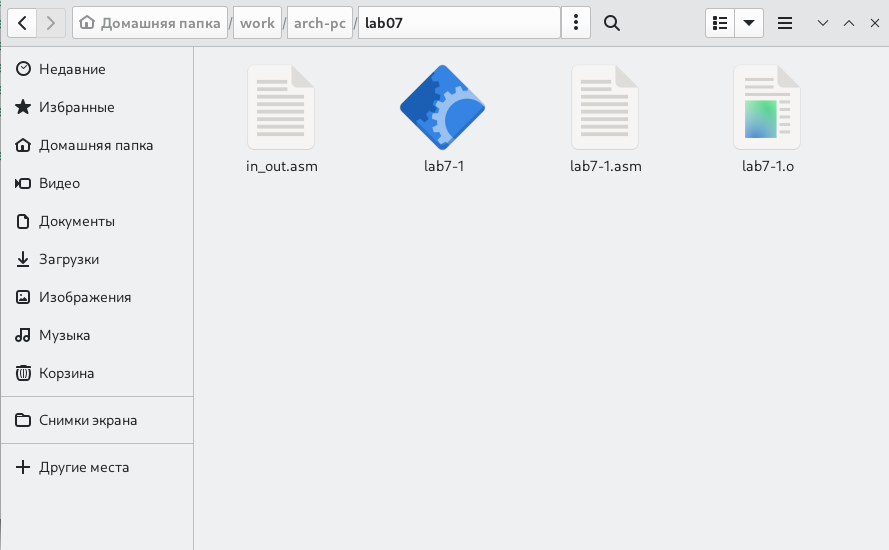 Домашняя папка / work / arch-pc / lab07
Недавние
Избранные
Домашняя папка
Видео
Документы
Загрузки
Изображения
Музыка
Корзина
Снимки экрана
Другие места
in_out.asm
lab7-1
lab7-1.asm
lab7-1.o